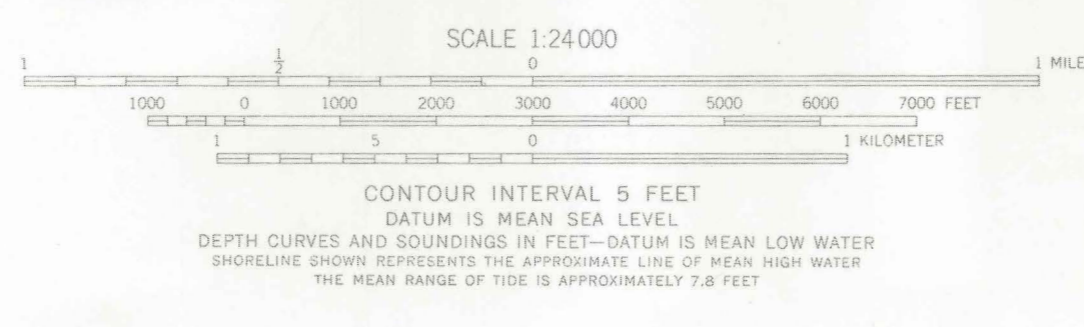 SCALE 1:24000
1 1/2 0 1 MILE
1000 0 1000 2000 3000 4000 5000 6000 7000 FEET
1 5 0 1 KILOMETER
CONTOUR INTERVAL 5 FEET
DATUM IS MEAN SEA LEVEL
DEPTH CURVES AND SOUNDINGS IN FEET—DATUM IS MEAN LOW WATER
SHORELINE SHOWN REPRESENTS THE APPROXIMATE LINE OF MEAN HIGH WATER
THE MEAN RANGE OF TIDE IS APPROXIMATELY 7.8 FEET